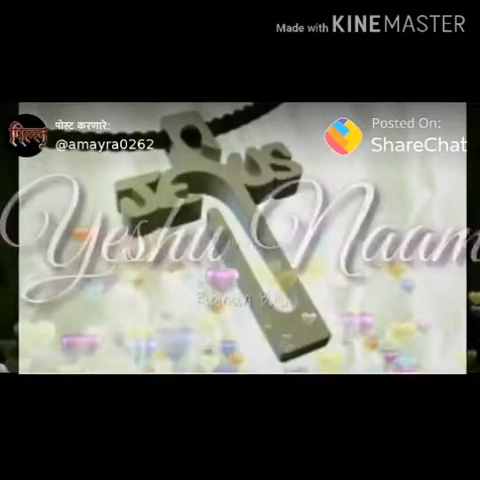 Made with KINEMASTER
पोस्ट करणारे:
@amayra0262
Posted On:
ShareChat
JESUS
Yeshu Naam